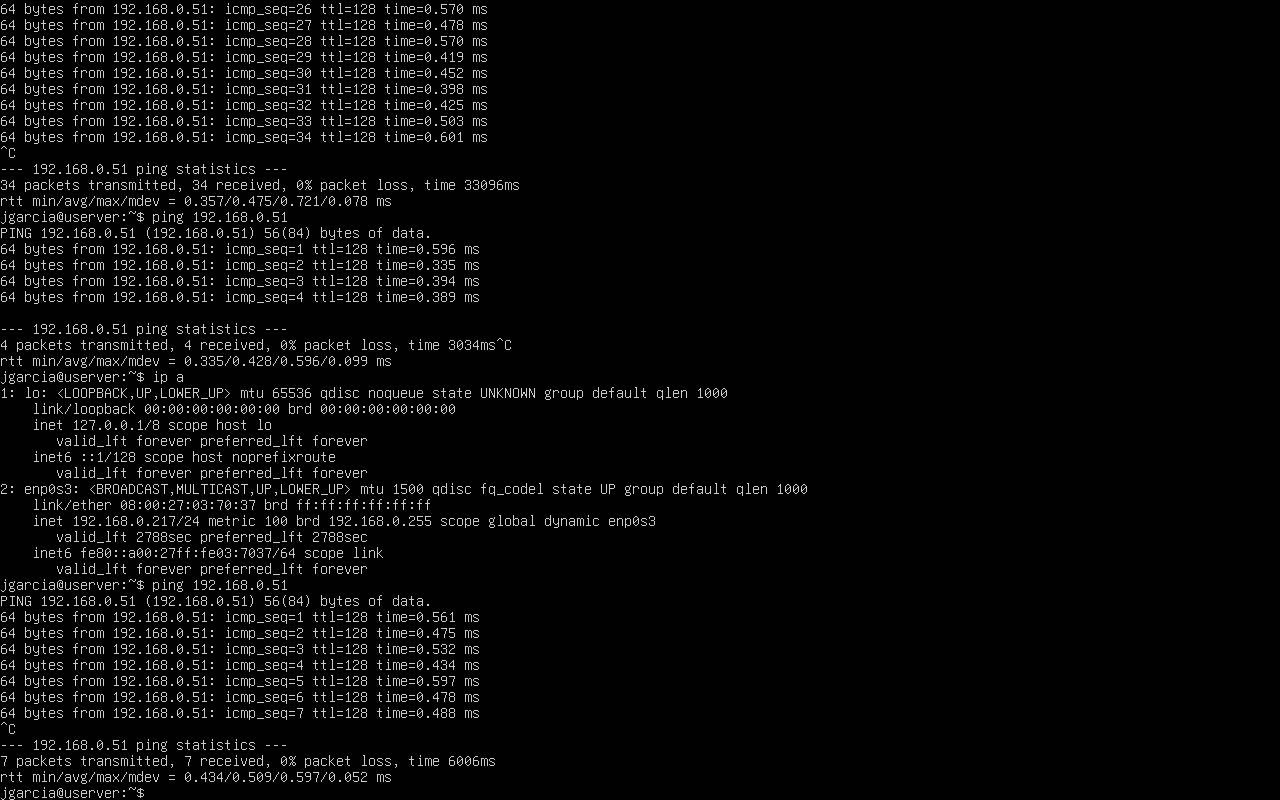 64 bytes from 192.168.0.51: icmp_seq=26 ttl=128 time=0.570 ms
64 bytes from 192.168.0.51: icmp_seq=27 ttl=128 time=0.478 ms
64 bytes from 192.168.0.51: icmp_seq=28 ttl=128 time=0.570 ms
64 bytes from 192.168.0.51: icmp_seq=29 ttl=128 time=0.419 ms
64 bytes from 192.168.0.51: icmp_seq=30 ttl=128 time=0.452 ms
64 bytes from 192.168.0.51: icmp_seq=31 ttl=128 time=0.398 ms
64 bytes from 192.168.0.51: icmp_seq=32 ttl=128 time=0.425 ms
64 bytes from 192.168.0.51: icmp_seq=33 ttl=128 time=0.503 ms
64 bytes from 192.168.0.51: icmp_seq=34 ttl=128 time=0.601 ms
^C
--- 192.168.0.51 ping statistics ---
34 packets transmitted, 34 received, 0% packet loss, time 33096ms
rtt min/avg/max/mdev = 0.357/0.475/0.721/0.078 ms
jgarcia@userver:~$ ping 192.168.0.51
PING 192.168.0.51 (192.168.0.51) 56(84) bytes of data.
64 bytes from 192.168.0.51: icmp_seq=1 ttl=128 time=0.596 ms
64 bytes from 192.168.0.51: icmp_seq=2 ttl=128 time=0.335 ms
64 bytes from 192.168.0.51: icmp_seq=3 ttl=128 time=0.394 ms
64 bytes from 192.168.0.51: icmp_seq=4 ttl=128 time=0.389 ms

--- 192.168.0.51 ping statistics ---
4 packets transmitted, 4 received, 0% packet loss, time 3034ms^C
rtt min/avg/max/mdev = 0.335/0.428/0.596/0.099 ms
jgarcia@userver:~$ ip a
1: lo: <LOOPBACK,UP,LOWER_UP> mtu 65536 qdisc noqueue state UNKNOWN group default qlen 1000
    link/loopback 00:00:00:00:00:00 brd 00:00:00:00:00:00
    inet 127.0.0.1/8 scope host lo
       valid_lft forever preferred_lft forever
    inet6 ::1/128 scope host noprefixroute
       valid_lft forever preferred_lft forever
2: enp0s3: <BROADCAST,MULTICAST,UP,LOWER_UP> mtu 1500 qdisc fq_codel state UP group default qlen 1000
    link/ether 08:00:27:03:70:37 brd ff:ff:ff:ff:ff:ff
    inet 192.168.0.217/24 metric 100 brd 192.168.0.255 scope global dynamic enp0s3
       valid_lft 2788sec preferred_lft 2788sec
    inet6 fe80::a00:27ff:fe03:7037/64 scope link
       valid_lft forever preferred_lft forever
jgarcia@userver:~$ ping 192.168.0.51
PING 192.168.0.51 (192.168.0.51) 56(84) bytes of data.
64 bytes from 192.168.0.51: icmp_seq=1 ttl=128 time=0.561 ms
64 bytes from 192.168.0.51: icmp_seq=2 ttl=128 time=0.475 ms
64 bytes from 192.168.0.51: icmp_seq=3 ttl=128 time=0.532 ms
64 bytes from 192.168.0.51: icmp_seq=4 ttl=128 time=0.434 ms
64 bytes from 192.168.0.51: icmp_seq=5 ttl=128 time=0.597 ms
64 bytes from 192.168.0.51: icmp_seq=6 ttl=128 time=0.478 ms
64 bytes from 192.168.0.51: icmp_seq=7 ttl=128 time=0.488 ms
^C
--- 192.168.0.51 ping statistics ---
7 packets transmitted, 7 received, 0% packet loss, time 6006ms
rtt min/avg/max/mdev = 0.434/0.509/0.597/0.052 ms
jgarcia@userver:~$